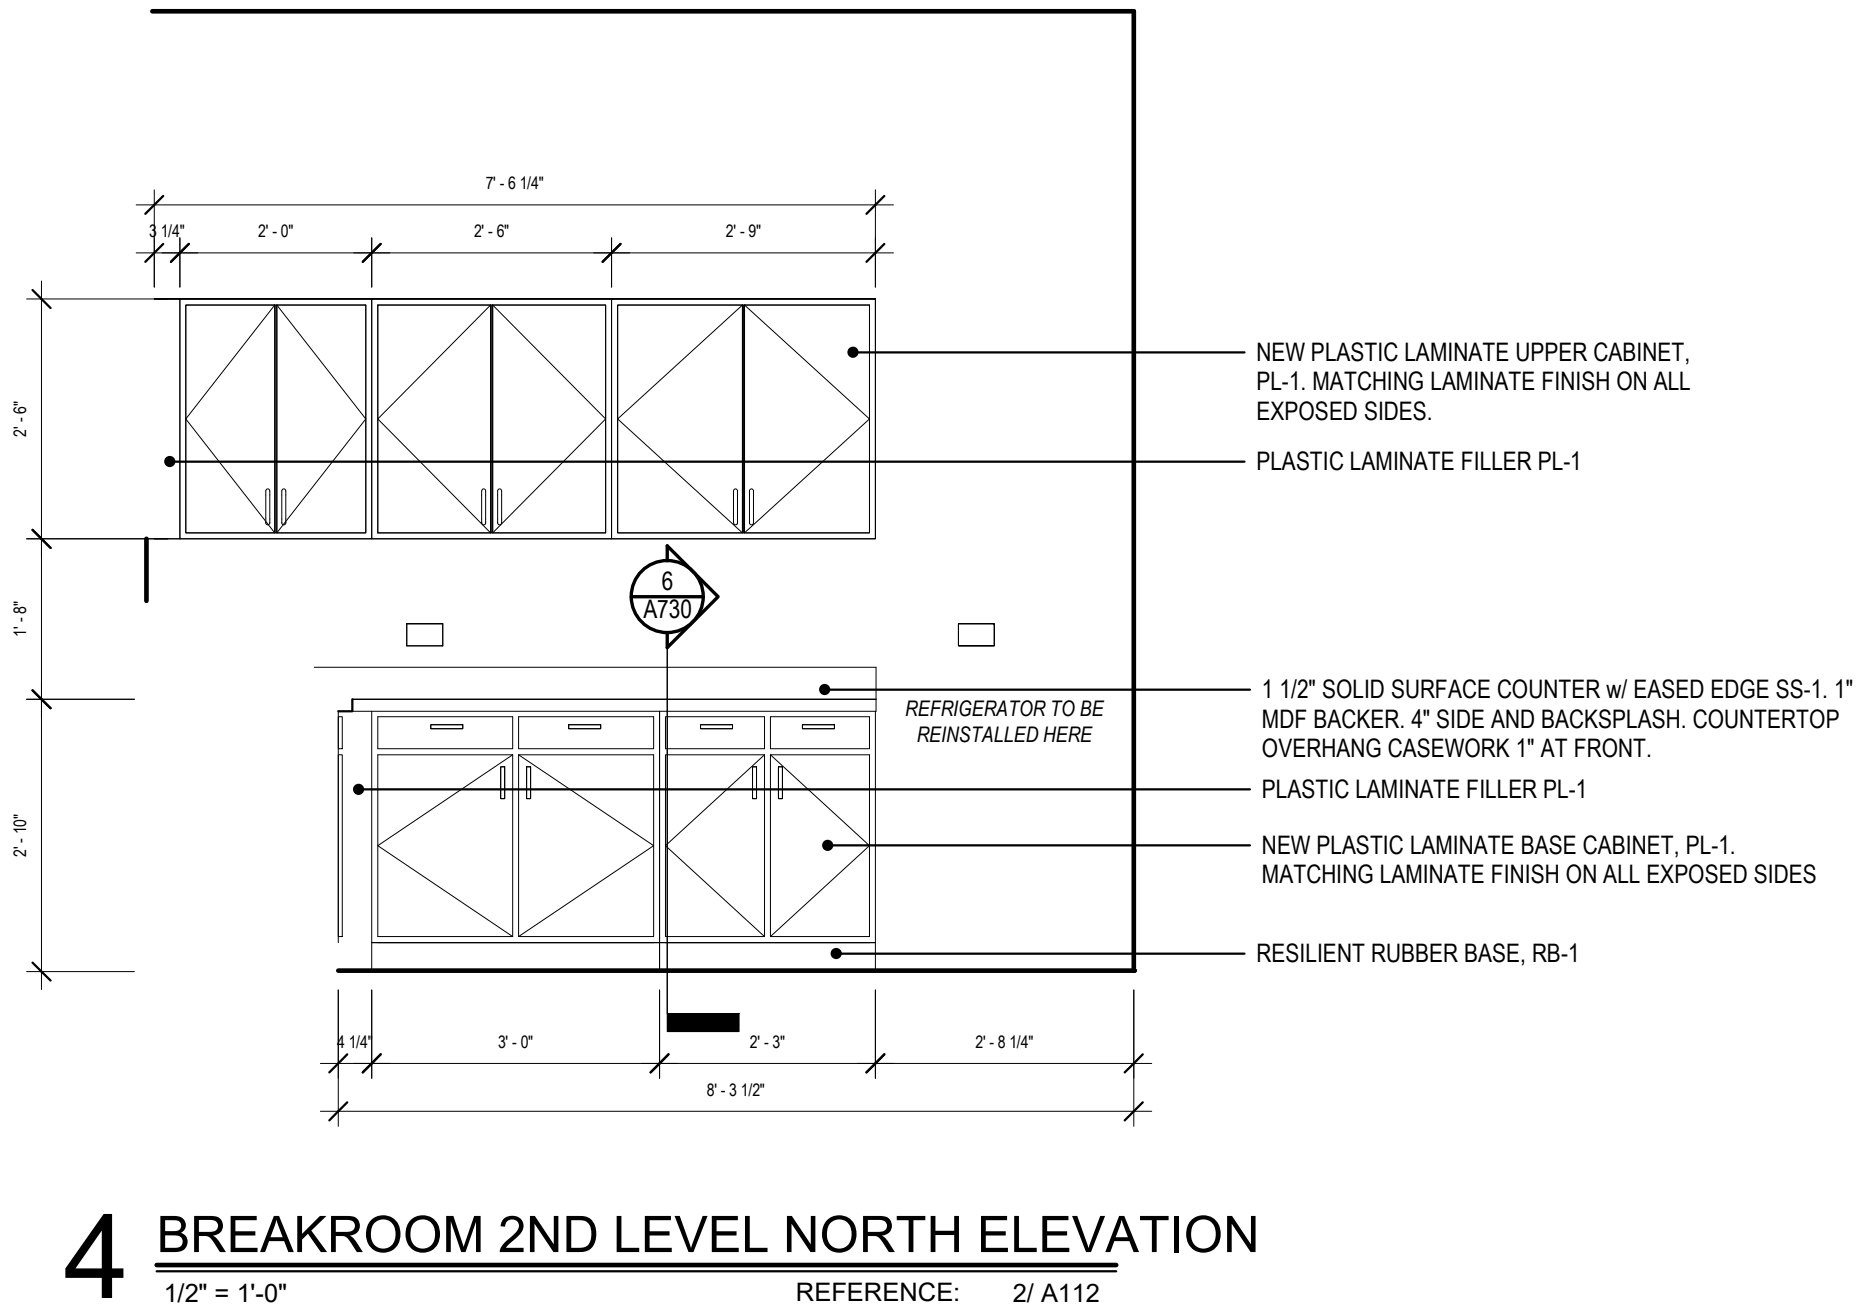 7' - 6 1/4"
3 1/4"
2' - 0"
2' - 6"
2' - 9"
2' - 6"
1' - 8"
2' - 10"
NEW PLASTIC LAMINATE UPPER CABINET,
PL-1. MATCHING LAMINATE FINISH ON ALL
EXPOSED SIDES.
PLASTIC LAMINATE FILLER PL-1
6
A730
1 1/2" SOLID SURFACE COUNTER w/ EASED EDGE SS-1. 1"
MDF BACKER. 4" SIDE AND BACKSPLASH. COUNTERTOP
OVERHANG CASEWORK 1" AT FRONT.
REFRIGERATOR TO BE
REINSTALLED HERE
PLASTIC LAMINATE FILLER PL-1
NEW PLASTIC LAMINATE BASE CABINET, PL-1.
MATCHING LAMINATE FINISH ON ALL EXPOSED SIDES
RESILIENT RUBBER BASE, RB-1
4 1/4"
3' - 0"
2' - 3"
2' - 8 1/4"
8' - 3 1/2"
4
BREAKROOM 2ND LEVEL NORTH ELEVATION
1/2" = 1'-0"
REFERENCE: 2/ A112